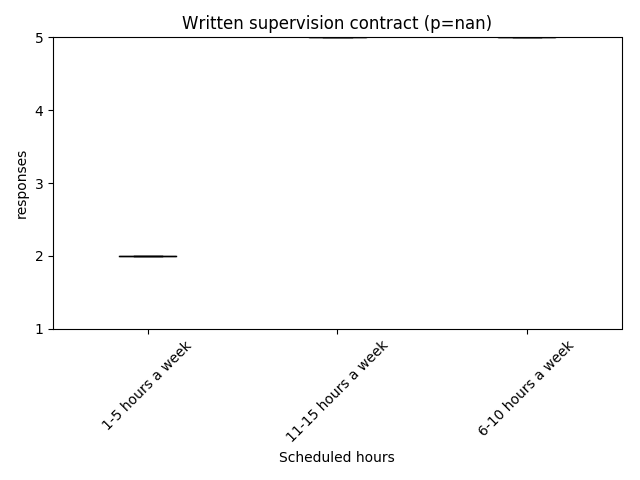 Written supervision contract (p=nan)
5
4
3
2
1
responses
1-5 hours a week
11-15 hours a week
6-10 hours a week
Scheduled hours